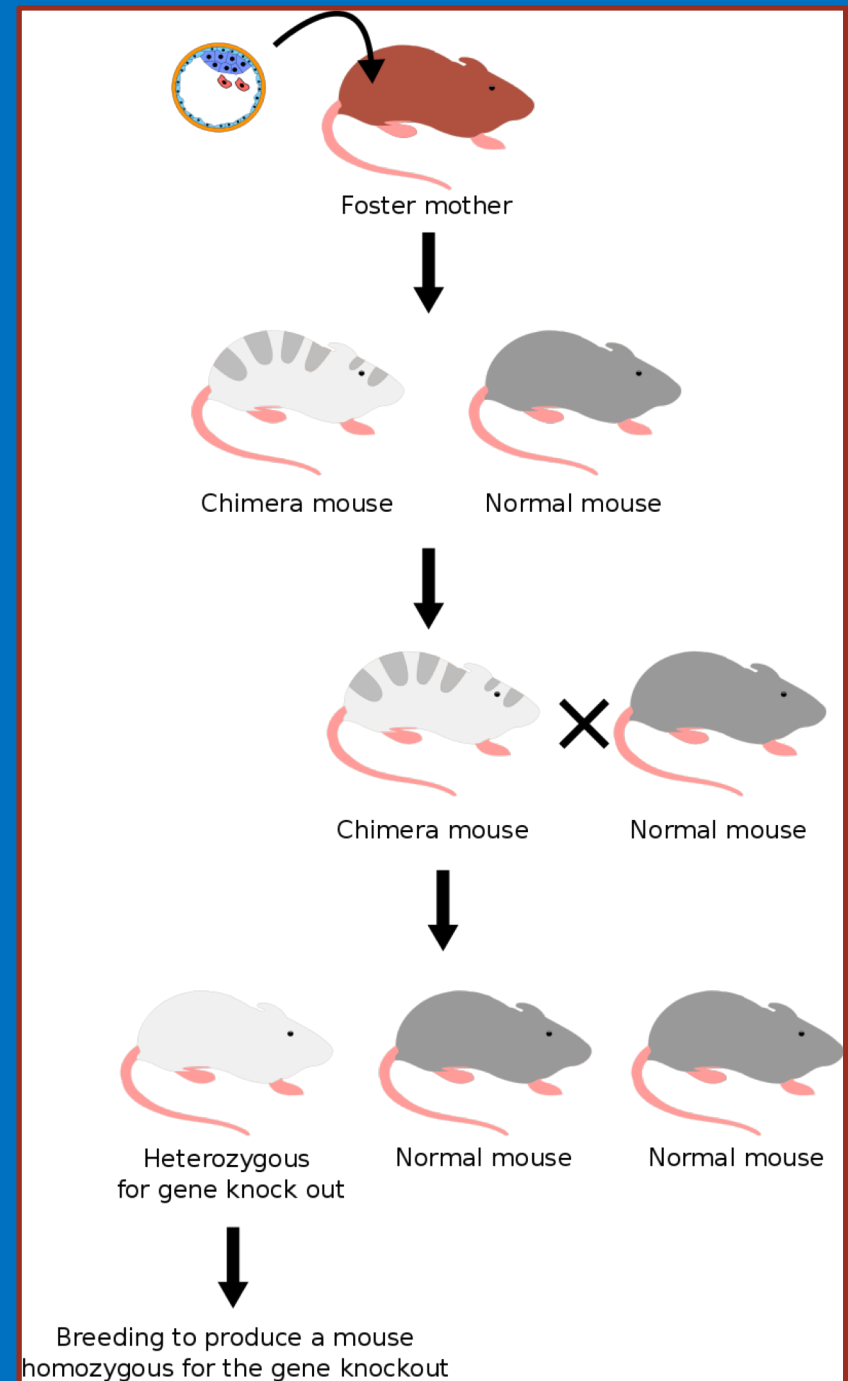 Foster mother
Chimera mouse
Normal mouse
Chimera mouse
Normal mouse
Heterozygous
for gene knock out
Normal mouse
Normal mouse
Breeding to produce a mouse
homozygous for the gene knockout